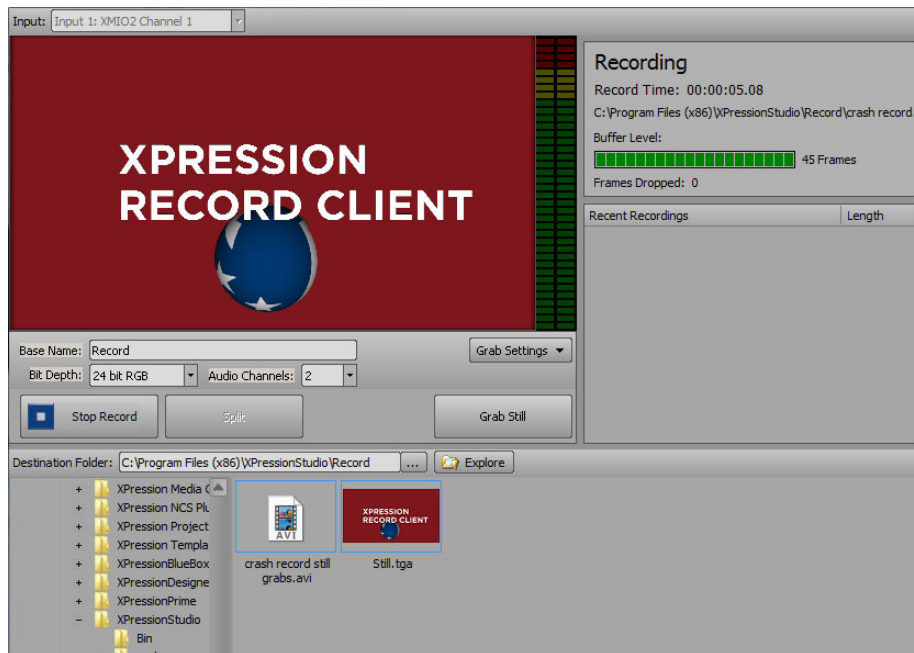 Input: Input 1: XMIO2 Channel 1
XPRESSION
RECORD CLIENT
Recording
Record Time: 00:00:05.08
C:\Program Files (x86)\XPressionStudio\Record\crash record
Buffer Level:
45 Frames
Frames Dropped: 0
Recent Recordings Length
Base Name: Record
Grab Settings
Bit Depth: 24 bit RGB Audio Channels: 2
Stop Record Split Grab Still
Destination Folder: C:\Program Files (x86)\XPressionStudio\Record ... Explore
XPression Media
XPression NCS Plu
XPression Project
XPression Templa
XPressionBlueBox
XPressionDesigne
XPressionPrime
XPressionStudio
Bin
AVI
crash record still
grabs.avi
XPRESSION
RECORD CLIENT
Still.tga